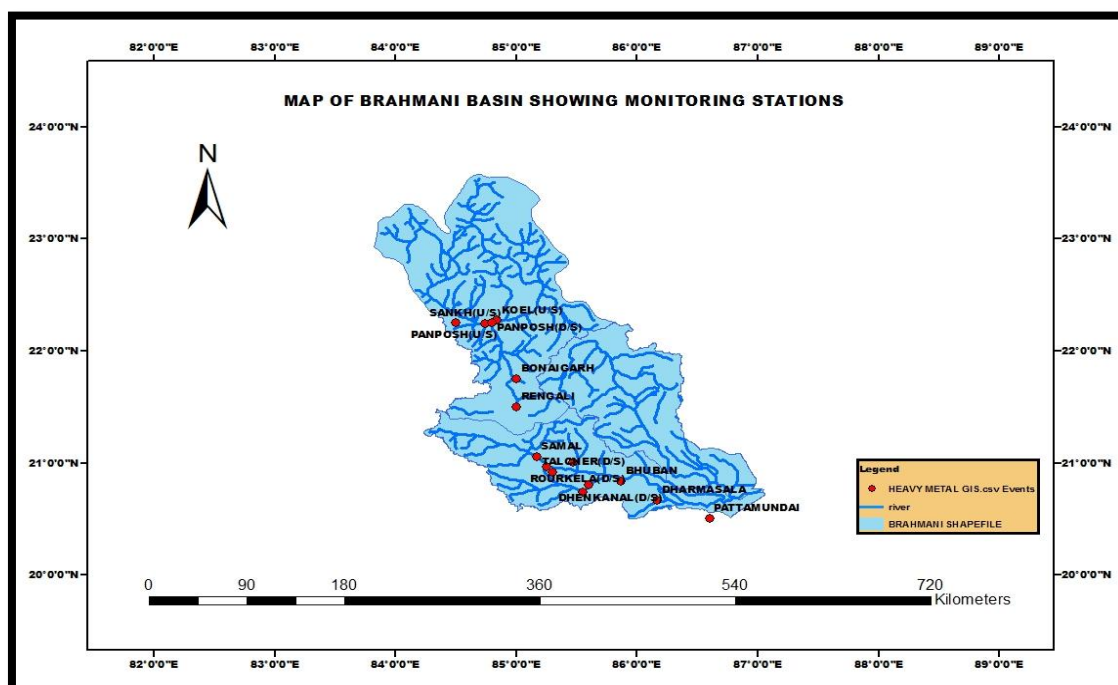 82°0'0"E 83°0'0"E 84°0'0"E 85°0'0"E 86°0'0"E 87°0'0"E 88°0'0"E 89°0'0"E
MAP OF BRAHMANI BASIN SHOWING MONITORING STATIONS
24°0'0"N 24°0'0"N
N
23°0'0"N 23°0'0"N
SANKH(U/S) KOEL(U/S)
PANPOSH(U/S) PANPOSH(D/S)
22°0'0"N 22°0'0"N
BONAIGARH
RENGALI
SAMAL
21°0'0"N TALCHER(D/S) 21°0'0"N
BHUBAN
ROURKELA(D/S)
DHENKANAL(D/S) DHARMASALA
PATTAMUNDAI
Legend
HEAVY METAL GIS.csv Events
river
BRAHMANI SHAPEFILE
20°0'0"N 20°0'0"N
0 90 180 360 540 720
Kilometers
82°0'0"E 83°0'0"E 84°0'0"E 85°0'0"E 86°0'0"E 87°0'0"E 88°0'0"E 89°0'0"E